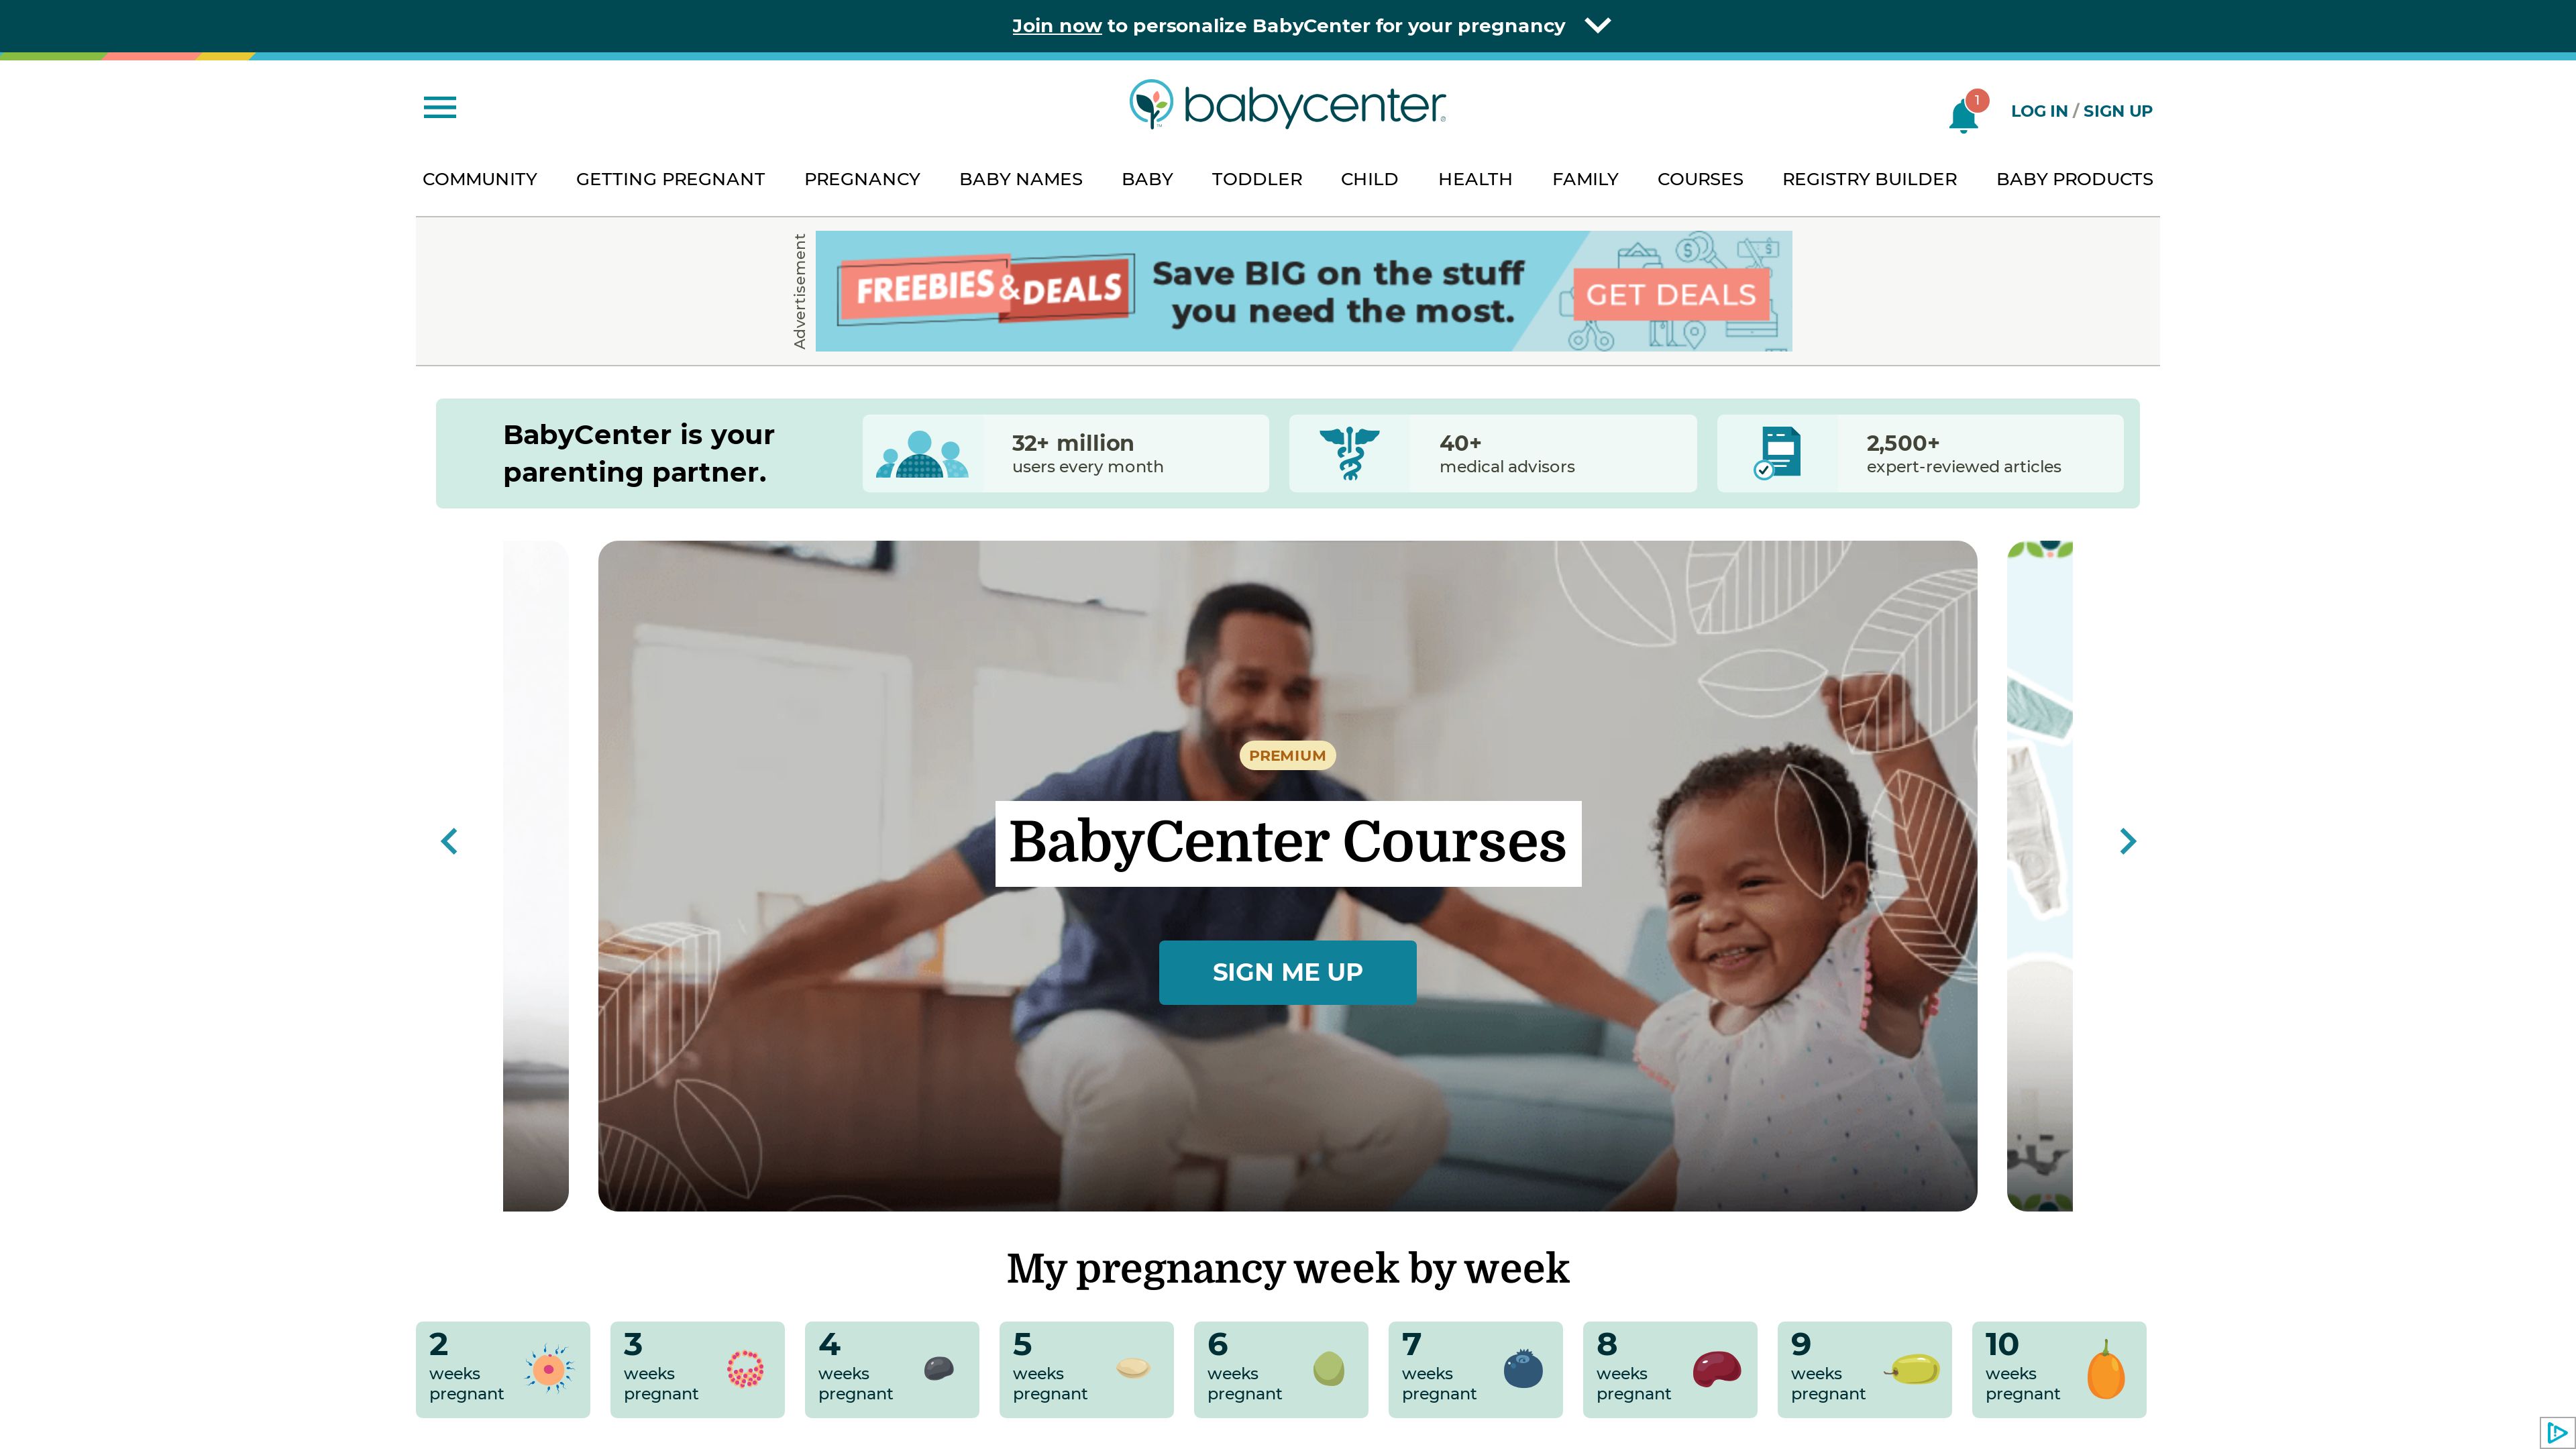 Join now to personalize BabyCenter for your pregnancy
babycenter
1
LOG IN / SIGN UP
COMMUNITY GETTING PREGNANT PREGNANCY BABY NAMES BABY TODDLER CHILD HEALTH FAMILY COURSES REGISTRY BUILDER BABY PRODUCTS
Advertisement
FREEBIES & DEALS
Save BIG on the stuff
you need the most.
GET DEALS
BabyCenter is your
parenting partner.
32+ million
users every month
40+
medical advisors
2,500+
expert-reviewed articles
PREMIUM
BabyCenter Courses
SIGN ME UP
My pregnancy week by week
2
weeks
pregnant
3
weeks
pregnant
4
weeks
pregnant
5
weeks
pregnant
6
weeks
pregnant
7
weeks
pregnant
8
weeks
pregnant
9
weeks
pregnant
10
weeks
pregnant